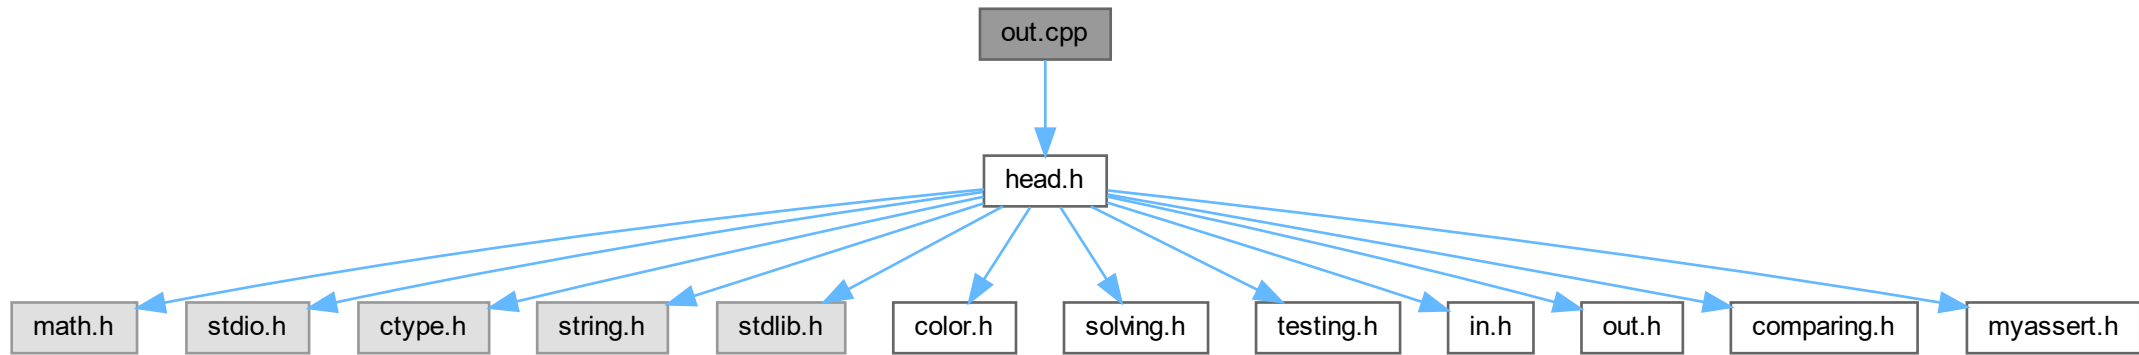 out.cpp
head.h
math.h
stdio.h
ctype.h
string.h
stdlib.h
color.h
solving.h
testing.h
in.h
out.h
comparing.h
myassert.h